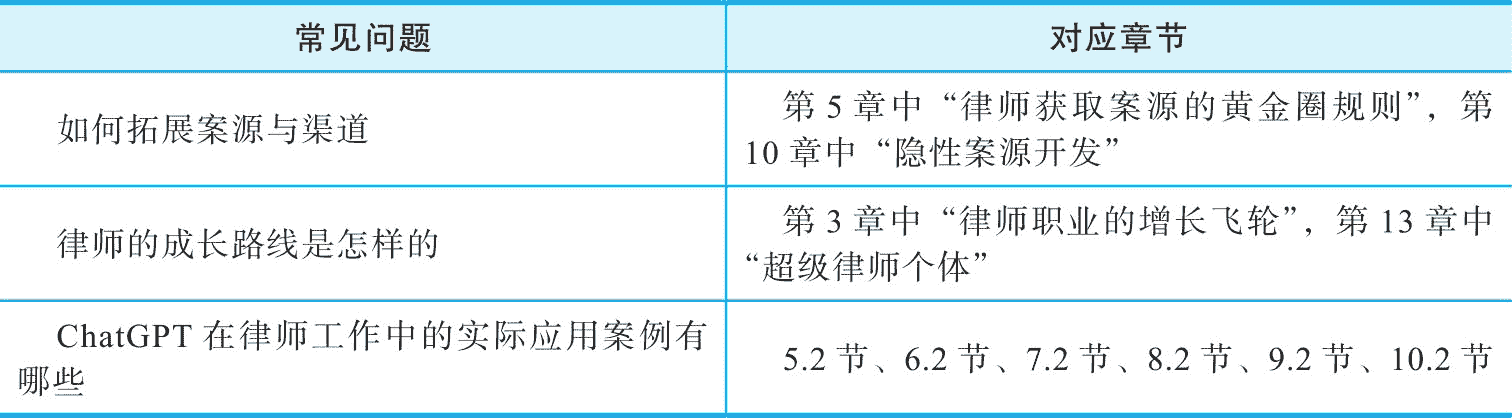 常见问题
对应章节
如何拓展案源与渠道
第 5 章中“律师获取案源的黄金圈规则”，第
10 章中“隐性案源开发”
律师的成长路线是怎样的
第 3 章中“律师职业的增长飞轮”，第 13 章中
“超级律师个体”
ChatGPT 在律师工作中的实际应用案例有
哪些
5.2 节、6.2 节、7.2 节、8.2 节、9.2 节、10.2 节